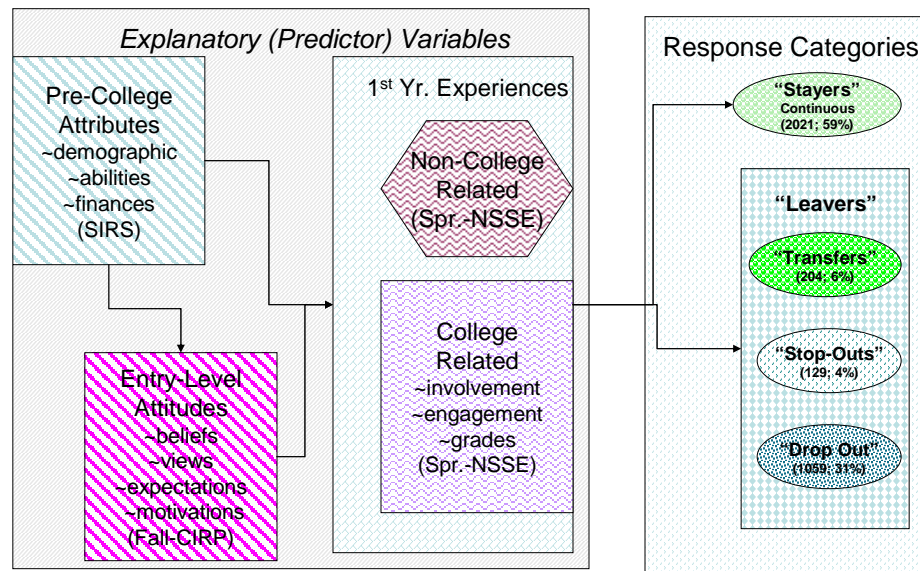 Explanatory (Predictor) Variables
Pre-College
Attributes
~demographic
~abilities
~finances
(SIRS)
Entry-Level
Attitudes
~beliefs
~views
~expectations
~motivations
(Fall-CIRP)
1st Yr. Experiences
Non-College
Related
(Spr.-NSSE)
College
Related
~involvement
~engagement
~grades
(Spr.-NSSE)
Response Categories
“Stayers”
Continuous
(2021; 59%)
“Leavers”
“Transfers”
(204; 6%)
“Stop-Outs”
(129; 4%)
“Drop Out”
(1059; 31%)